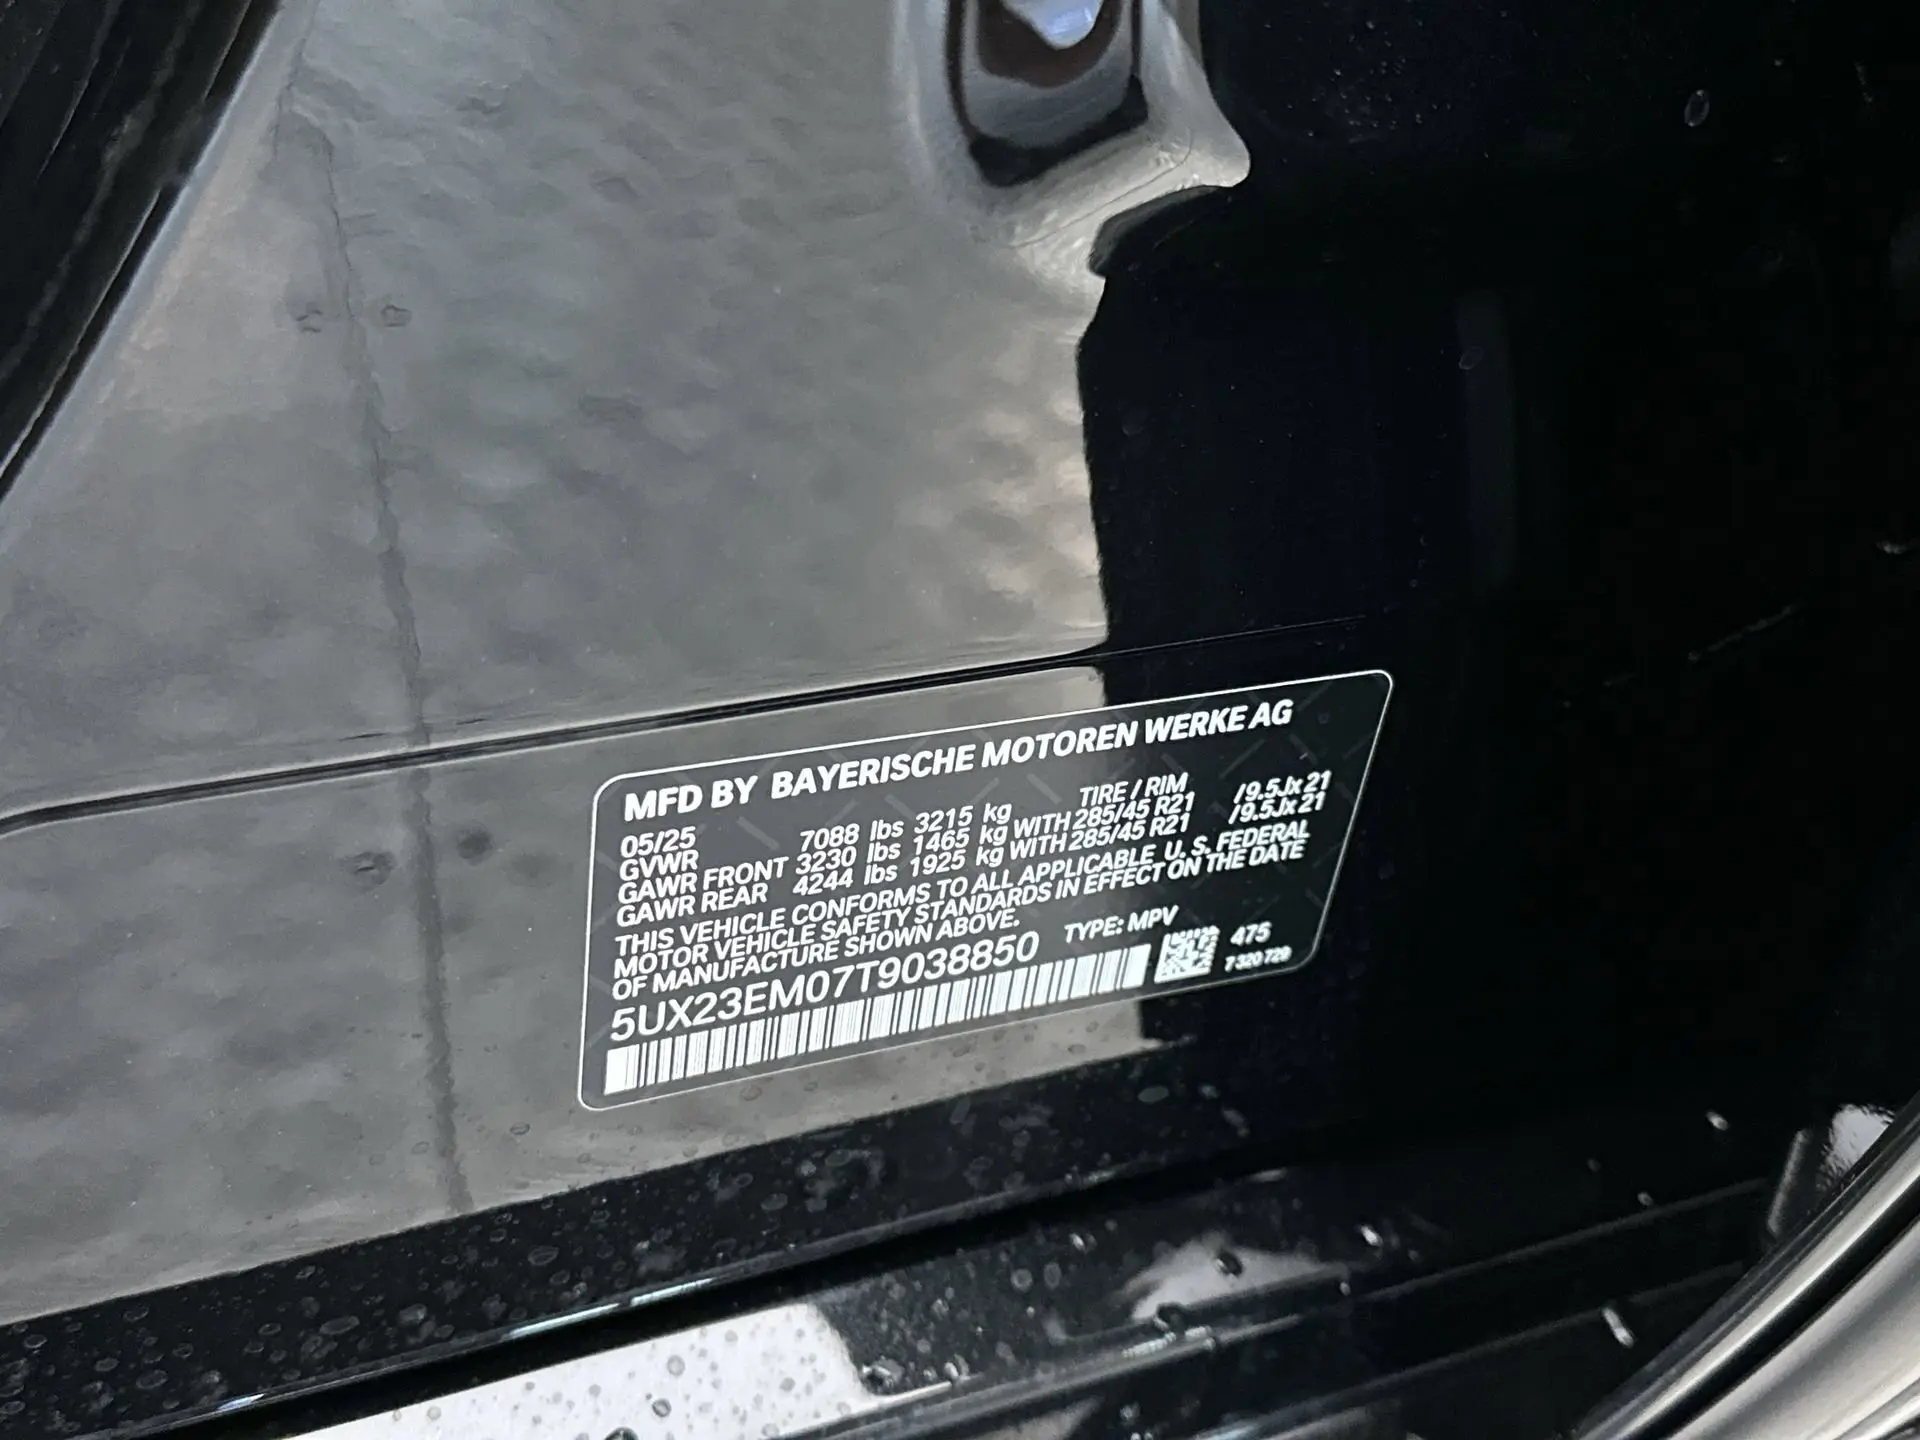 MFD BY BAYERISCHE MOTOREN WERKE AG
05/25 TIRE / RIM
GVWR 7088 lbs 3215 kg
GAWR FRONT 3230 lbs 1465 kg WITH 285/45 R21 /9.5Jx21
GAWR REAR 4244 lbs 1925 kg WITH 285/45 R21 /9.5Jx21
THIS VEHICLE CONFORMS TO ALL APPLICABLE U. S. FEDERAL
MOTOR VEHICLE SAFETY STANDARDS IN EFFECT ON THE DATE
OF MANUFACTURE SHOWN ABOVE.
5UX23EM07T9038850 TYPE: MPV
475
7 320 729